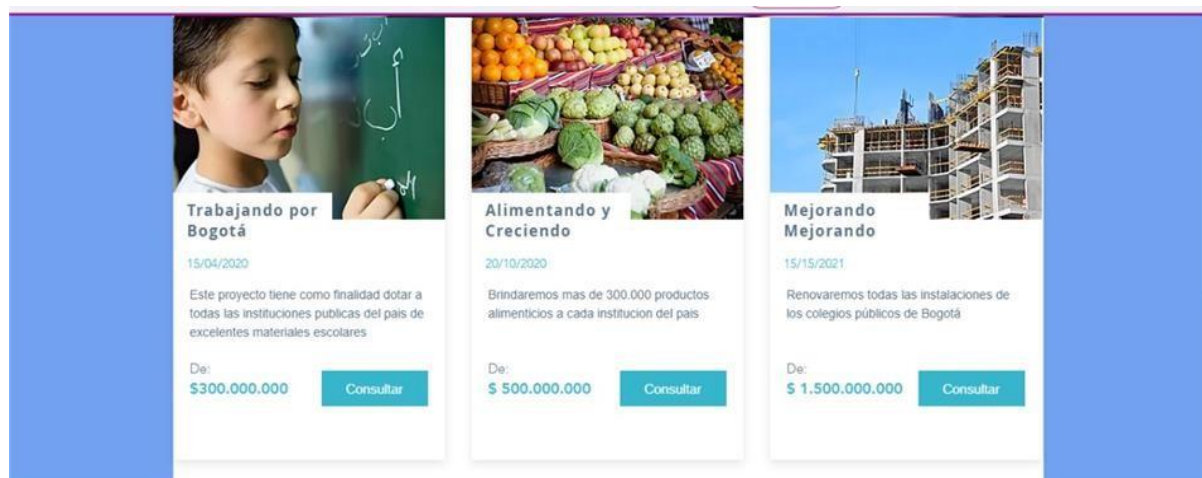 أب
Trabajando por
Bogotá
15/04/2020
Este proyecto tiene como finalidad dotar a
todas las instituciones publicas del pais de
excelentes materiales escolares
De:
$300.000.000
Consultar
Alimentando y
Creciendo
20/10/2020
Brindaremos mas de 300.000 productos
alimenticios a cada institucion del pais
De:
$ 500.000.000
Consultar
Mejorando
Mejorando
15/15/2021
Renovaremos todas las instalaciones de
los colegios públicos de Bogotá
De:
$ 1.500.000.000
Consultar